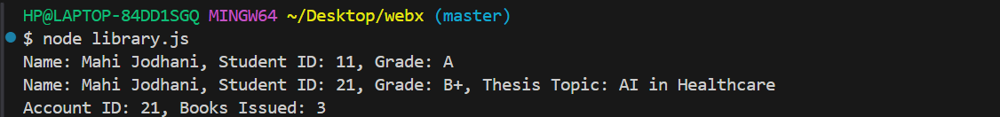 HP@LAPTOP-84DD1SGQ MINGW64 ~/Desktop/webx (master)
$ node library.js
Name: Mahi Jodhani, Student ID: 11, Grade: A
Name: Mahi Jodhani, Student ID: 21, Grade: B+, Thesis Topic: AI in Healthcare
Account ID: 21, Books Issued: 3